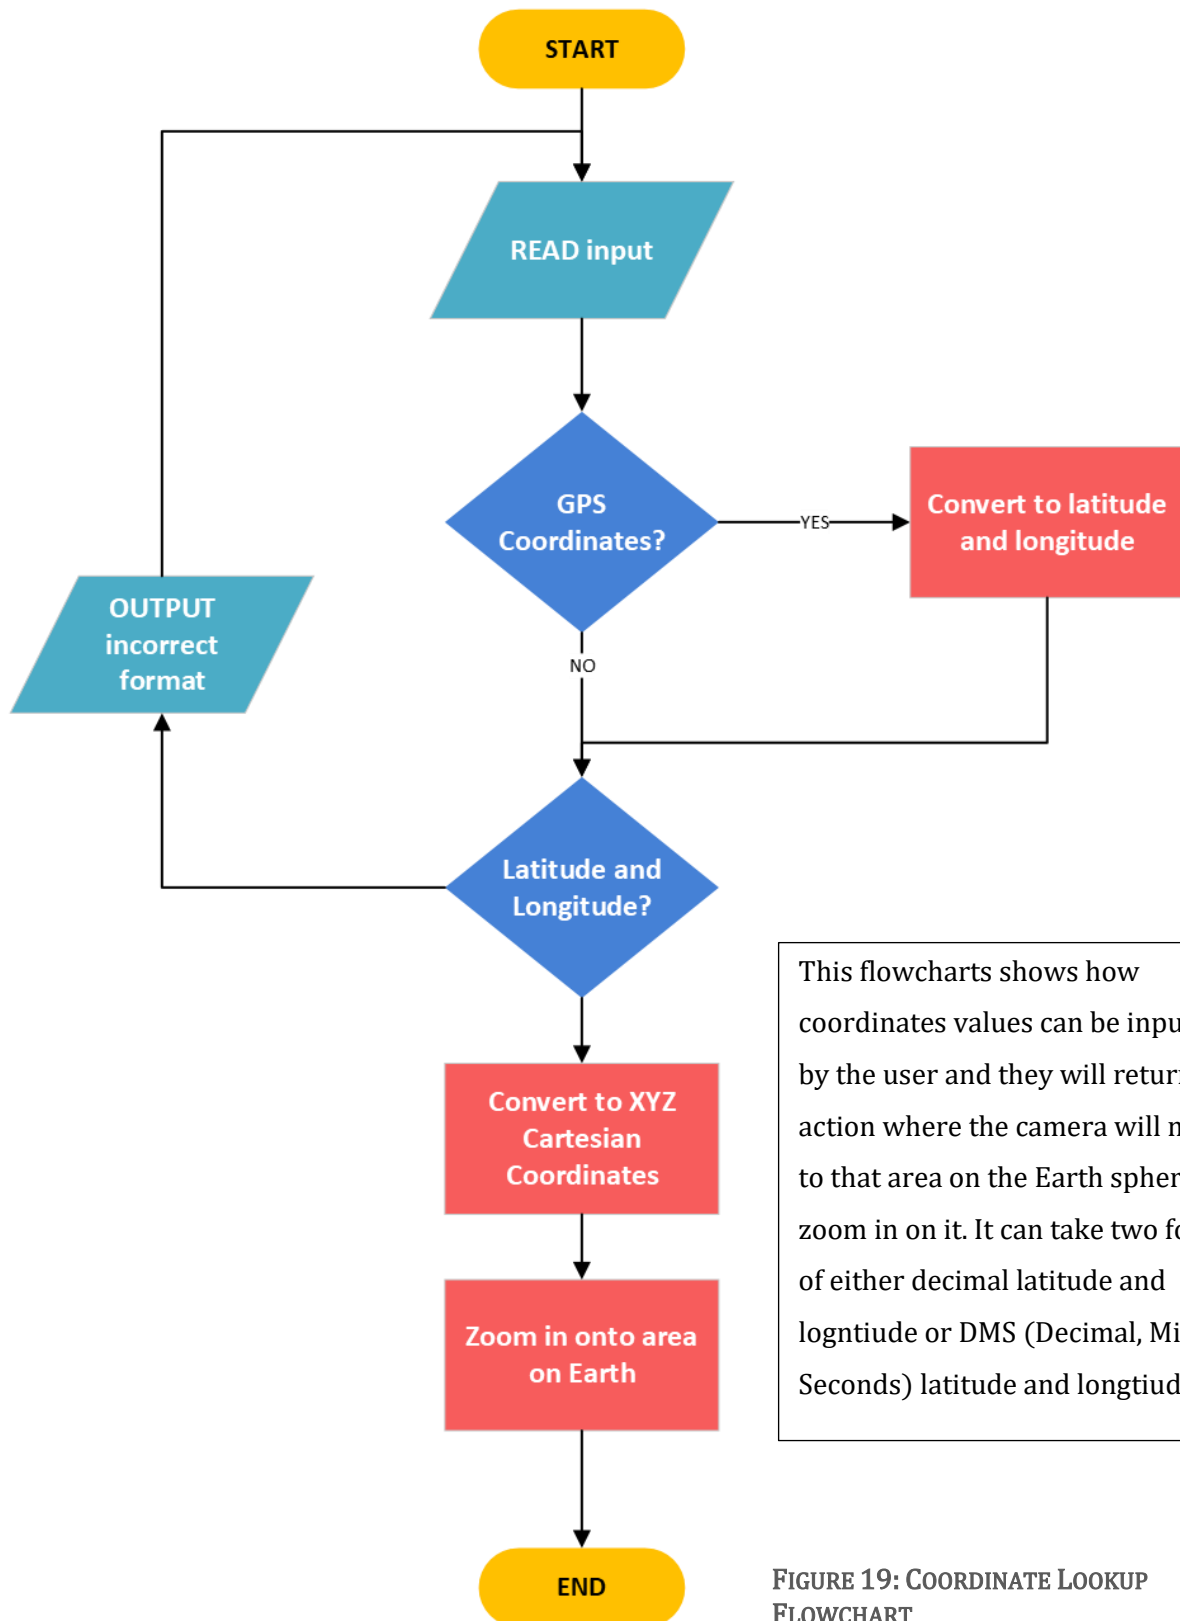 START
READ input
GPS
Coordinates?
YES
Convert to latitude
and longitude
NO
OUTPUT
incorrect
format
Latitude and
Longitude?
Convert to XYZ
Cartesian
Coordinates
Zoom in onto area
on Earth
END
This flowcharts shows how
coordinates values can be inpu
by the user and they will retur
action where the camera will
to that area on the Earth spher
zoom in on it. It can take two
of either decimal latitude and
logntiude or DMS (Decimal,
Seconds) latitude and longtiud
FIGURE 19: COORDINATE LOOKUP
FLOWCHART